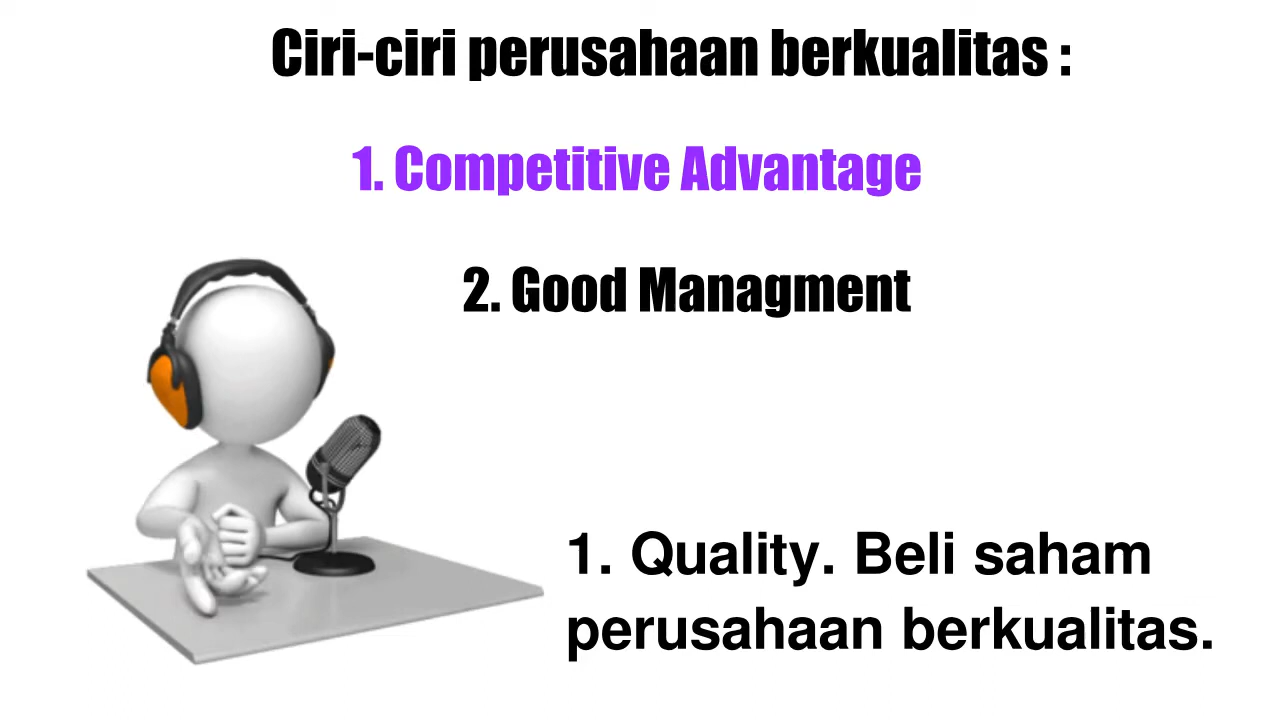 Ciri-ciri perusahaan berkualitas :
1. Competitive Advantage
2. Good Managment
1. Quality. Beli saham
perusahaan berkualitas.